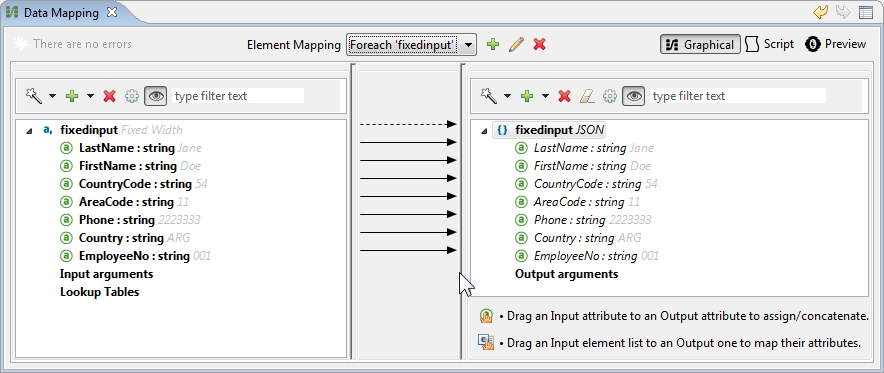 Data Mapping
There are no errors
Element Mapping Foreach 'fixedinput'
Graphical Script Preview
type filter text
fixedinput Fixed Width
LastName : string Jane
FirstName : string Doe
CountryCode : string 54
AreaCode : string 11
Phone : string 2223333
Country : string ARG
EmployeeNo : string 001
Input arguments
Lookup Tables
type filter text
fixedinput JSON
LastName : string Jane
FirstName : string Doe
CountryCode : string 54
AreaCode : string 11
Phone : string 2223333
Country : string ARG
EmployeeNo : string 001
Output arguments
• Drag an Input attribute to an Output attribute to assign/concatenate.
• Drag an Input element list to an Output one to map their attributes.